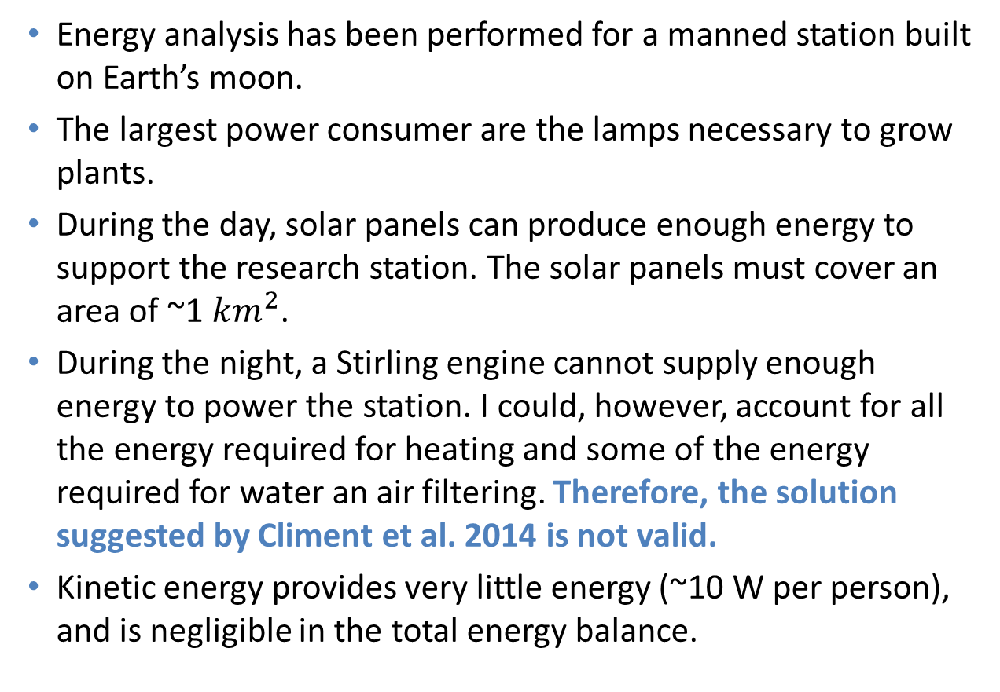 • Energy analysis has been performed for a manned station built
on Earth’s moon.
• The largest power consumer are the lamps necessary to grow
plants.
• During the day, solar panels can produce enough energy to
support the research station. The solar panels must cover an
area of ~1 km².
• During the night, a Stirling engine cannot supply enough
energy to power the station. I could, however, account for all
the energy required for heating and some of the energy
required for water an air filtering. Therefore, the solution
suggested by Climent et al. 2014 is not valid.
• Kinetic energy provides very little energy (~10 W per person),
and is negligible in the total energy balance.